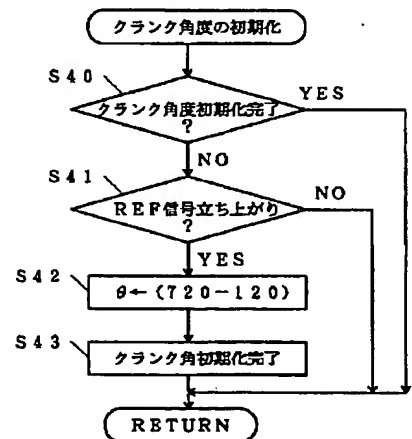 クランク角度の初期化
S40
クランク角度初期化完了
?
YES
NO
S41
REF信号立ち上がり
?
NO
YES
S42
θ←(720-120)
S43
クランク角初期化完了
RETURN